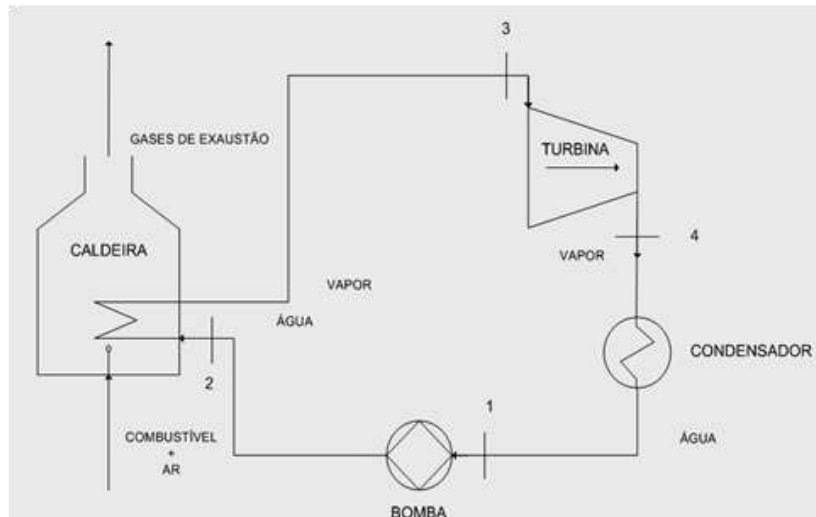 3
GASES DE EXAUSTÃO
TURBINA
4
CALDEIRA
VAPOR
VAPOR
ÁGUA
CONDENSADOR
2
1
COMBUSTÍVEL
+
AR
ÁGUA
BOMBA